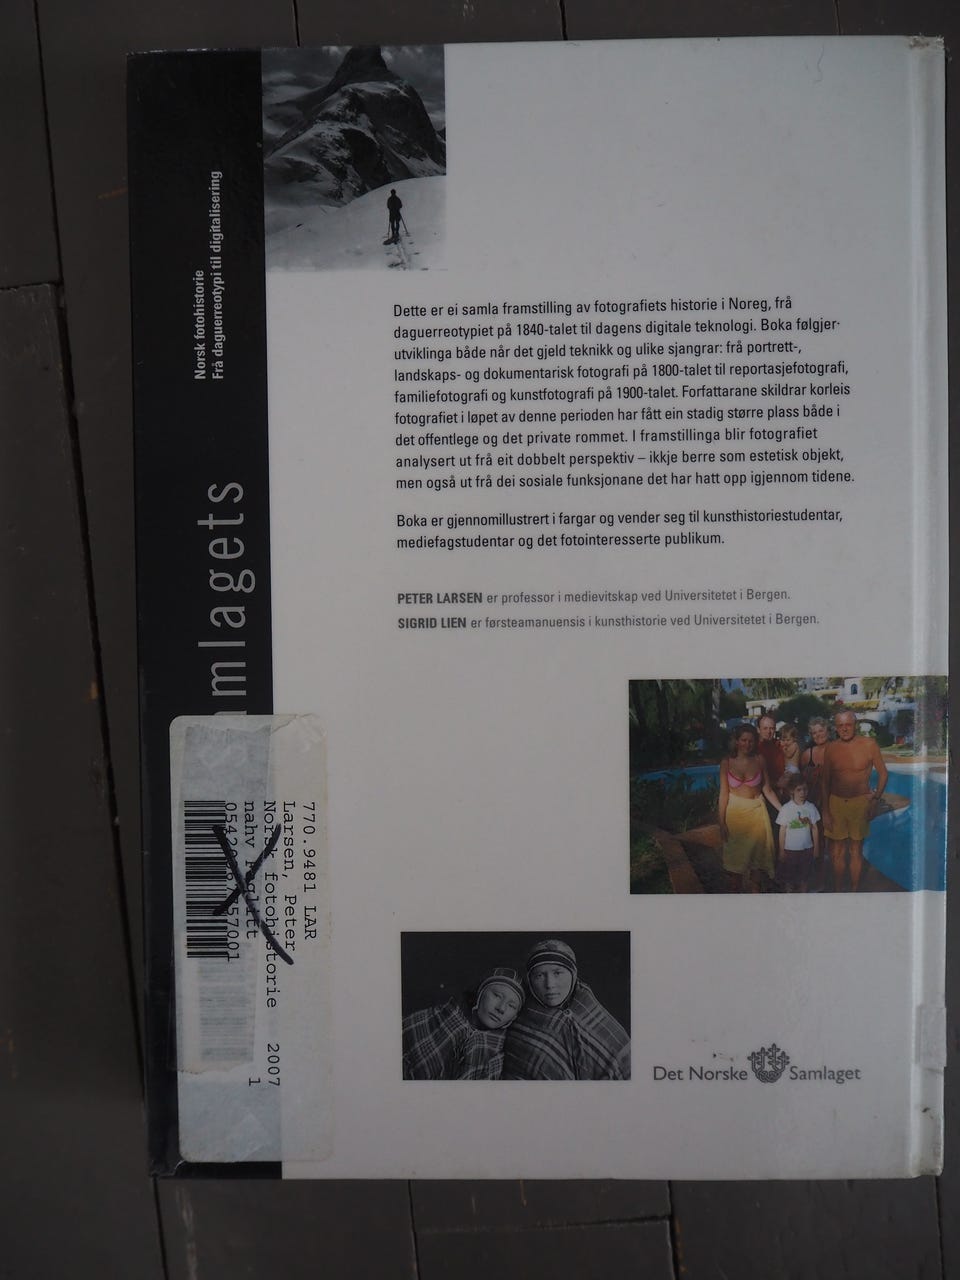 Norsk fotohistorie
Frå daguerreotypi til digitalisering
mlagets
Dette er ei samla framstilling av fotografiets historie i Noreg, frå
daguerreotypiet på 1840-talet til dagens digitale teknologi. Boka følgjer
utviklinga både når det gjeld teknikk og ulike sjangrar: frå portrett-,
landskaps- og dokumentarisk fotografi på 1800-talet til reportasjefotografi,
familiefotografi og kunstfotografi på 1900-talet. Forfattarane skildrar korleis
fotografiet i løpet av denne perioden har fått ein stadig større plass både i
det offentlege og det private rommet. I framstillinga blir fotografiet
analysert ut frå eit dobbelt perspektiv – ikkje berre som estetisk objekt,
men også ut frå dei sosiale funksjonane det har hatt opp igjennom tidene.
Boka er gjennomillustrert i fargar og vender seg til kunsthistoriestudentar,
mediefagstudentar og det fotointeresserte publikum.
PETER LARSEN er professor i medievitskap ved Universitetet i Bergen.
SIGRID LIEN er førsteamanuensis i kunsthistorie ved Universitetet i Bergen.
770.9481 LAR
Larsen, Peter
Norsk fotohistorie 2007
nahv Faglitt 1
Det Norske Samlaget